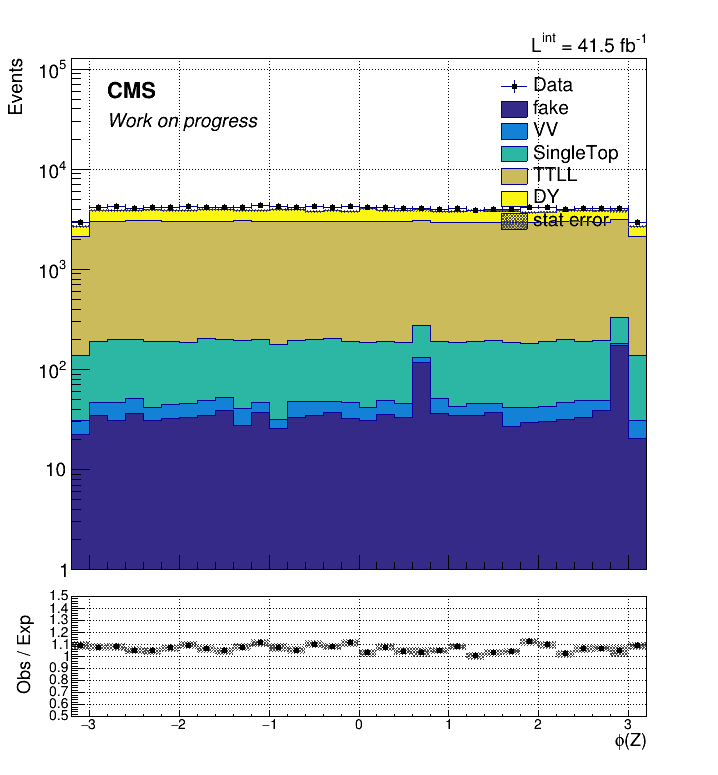 L^int = 41.5 fb^-1
Events
10^5
10^4
10^3
10^2
10
1
CMS
Work on progress
Data
fake
VV
SingleTop
TTLL
DY
stat error
Obs / Exp
1.5
1.4
1.3
1.2
1.1
1
0.9
0.8
0.7
0.6
0.5
−3 −2 −1 0 1 2 3
ϕ(Z)